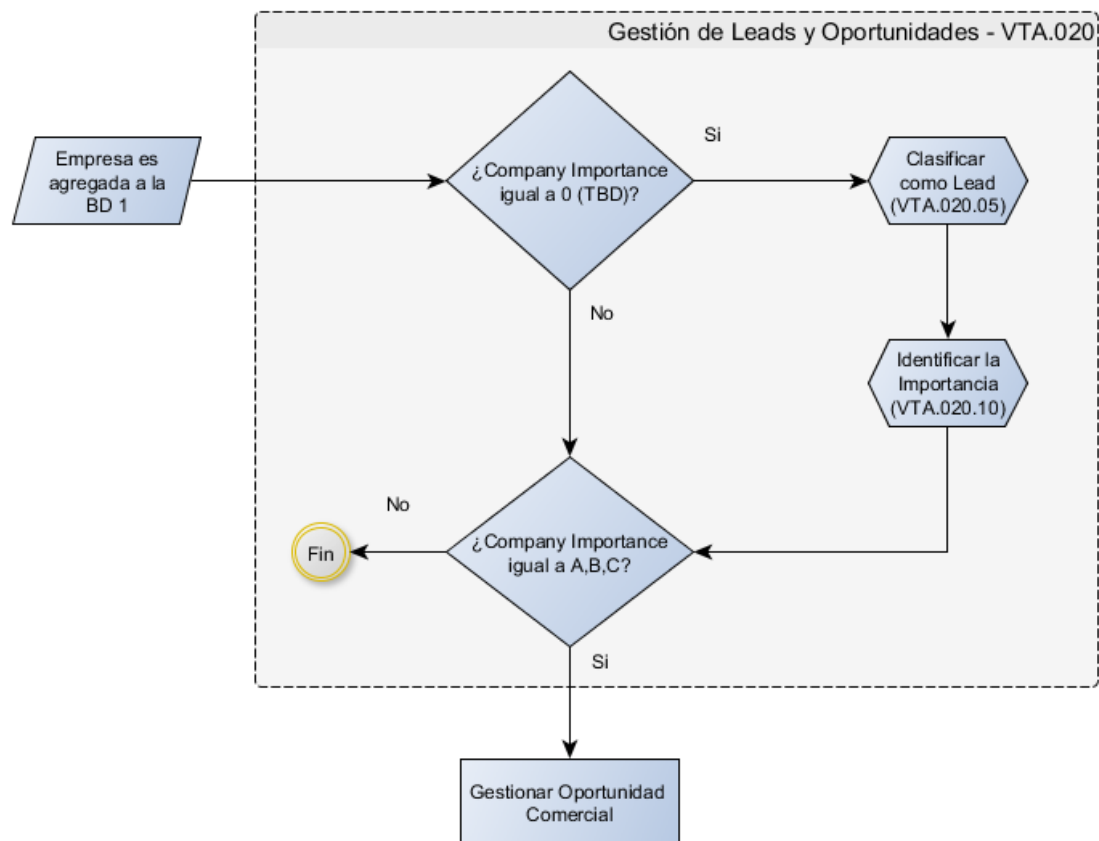 Gestión de Leads y Oportunidades - VTA.020
Empresa es
agregada a la
BD 1
¿Company Importance
igual a 0 (TBD)?
Si
Clasificar
como Lead
(VTA.020.05)
No
Identificar la
Importancia
(VTA.020.10)
¿Company Importance
igual a A,B,C?
No
Fin
Si
Gestionar Oportunidad
Comercial